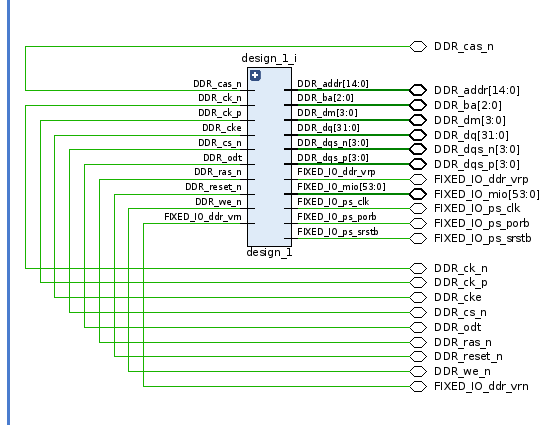 DDR_cas_n
design_1_i
DDR_cas_n
DDR_ck_n
DDR_ck_p
DDR_cke
DDR_cs_n
DDR_odt
DDR_ras_n
DDR_reset_n
DDR_we_n
FIXED_IO_ddr_vrn
DDR_addr[14:0]
DDR_ba[2:0]
DDR_dm[3:0]
DDR_dq[31:0]
DDR_dqs_n[3:0]
DDR_dqs_p[3:0]
FIXED_IO_ddr_vrp
FIXED_IO_mio[53:0]
FIXED_IO_ps_clk
FIXED_IO_ps_porb
FIXED_IO_ps_srstb
design_1
DDR_addr[14:0]
DDR_ba[2:0]
DDR_dm[3:0]
DDR_dq[31:0]
DDR_dqs_n[3:0]
DDR_dqs_p[3:0]
FIXED_IO_ddr_vrp
FIXED_IO_mio[53:0]
FIXED_IO_ps_clk
FIXED_IO_ps_porb
FIXED_IO_ps_srstb
DDR_ck_n
DDR_ck_p
DDR_cke
DDR_cs_n
DDR_odt
DDR_ras_n
DDR_reset_n
DDR_we_n
FIXED_IO_ddr_vrn